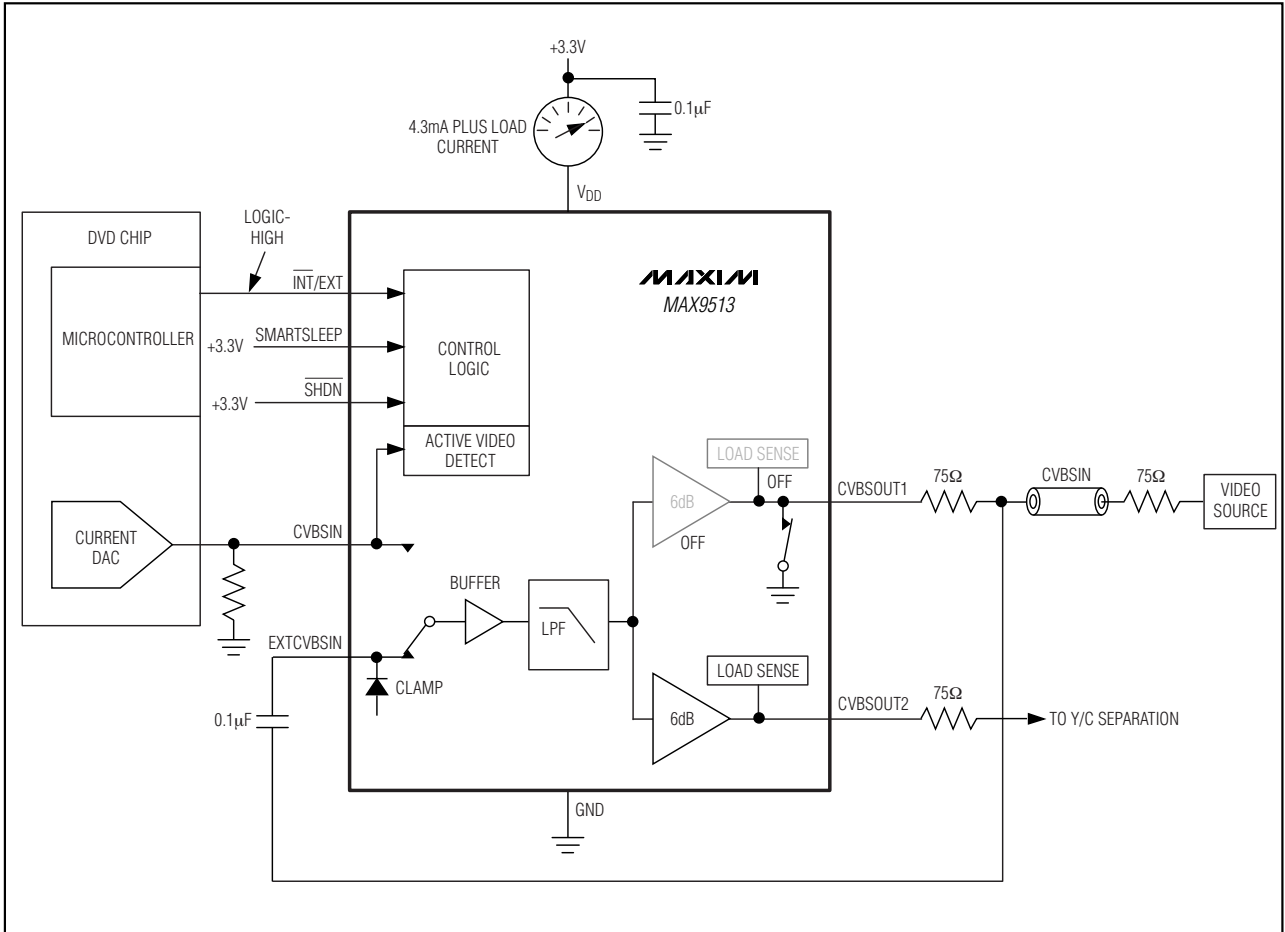 +3.3V
0.1μF
4.3mA PLUS LOAD
CURRENT
VDD
LOGIC-
HIGH
DVD CHIP
INT/EXT
MAXIM
MAX9513
MICROCONTROLLER
+3.3V
SMARTSLEEP
CONTROL
LOGIC
+3.3V
SHDN
ACTIVE VIDEO
DETECT
LOAD SENSE
OFF
CVBSOUT1
75Ω
CVBSIN
75Ω
VIDEO
SOURCE
6dB
OFF
CURRENT
DAC
CVBSIN
BUFFER
LPF
EXTCVBSIN
CLAMP
LOAD SENSE
6dB
CVBSOUT2
75Ω
TO Y/C SEPARATION
0.1μF
GND